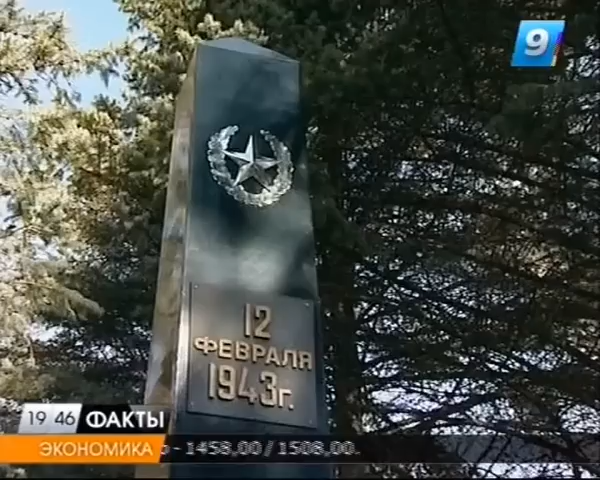 9
12
ФЕВРАЛЯ
1943г.
19 46 ФАКТЫ
ЭКОНОМИКА - 1458,00 / 1508,00.